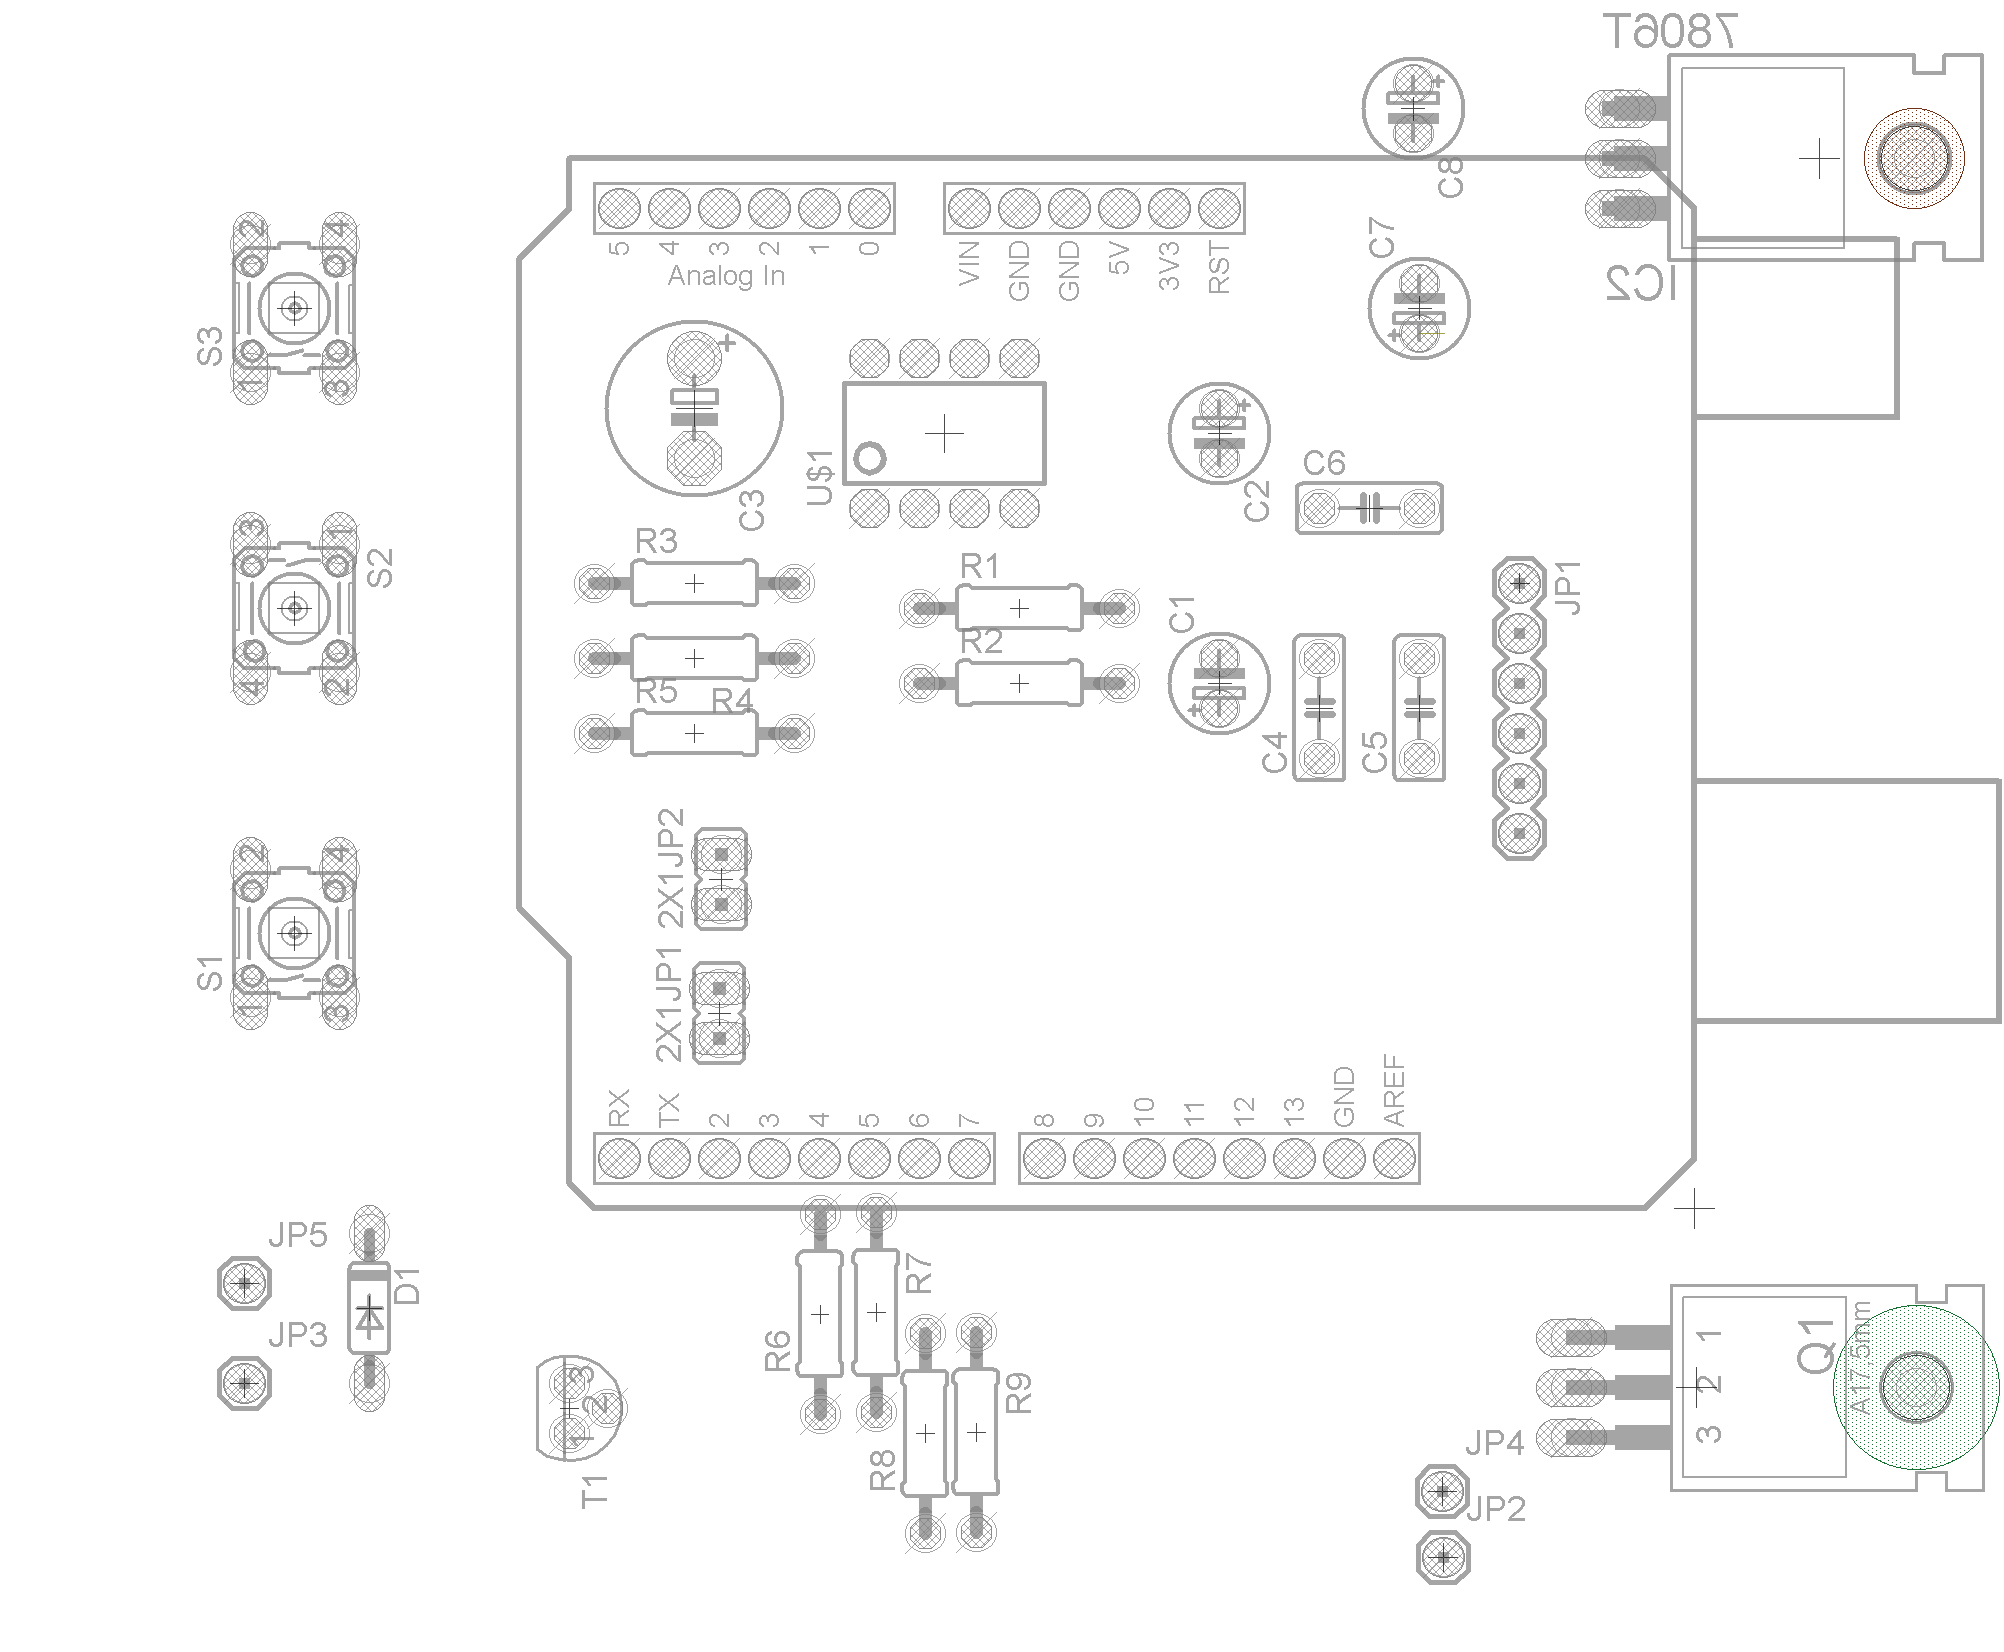 7806T
C8
2
4
S3
1
3
5
4
3
2
1
0
Analog In
VIN
GND
GND
5V
3V3
RST
C7
IC2
C3
U$1
C2
C6
3
1
S2
4
2
R3
R1
R2
R5
R4
C1
C4
C5
JP1
2X1JP2
2X1JP1
2
4
S1
1
3
RX
TX
2
3
4
5
6
7
8
9
10
11
12
13
GND
AREF
JP5
JP3
D1
T1
3
2
1
R6
R7
R8
R9
1
2
3
Q1
A17,5mm
JP4
JP2